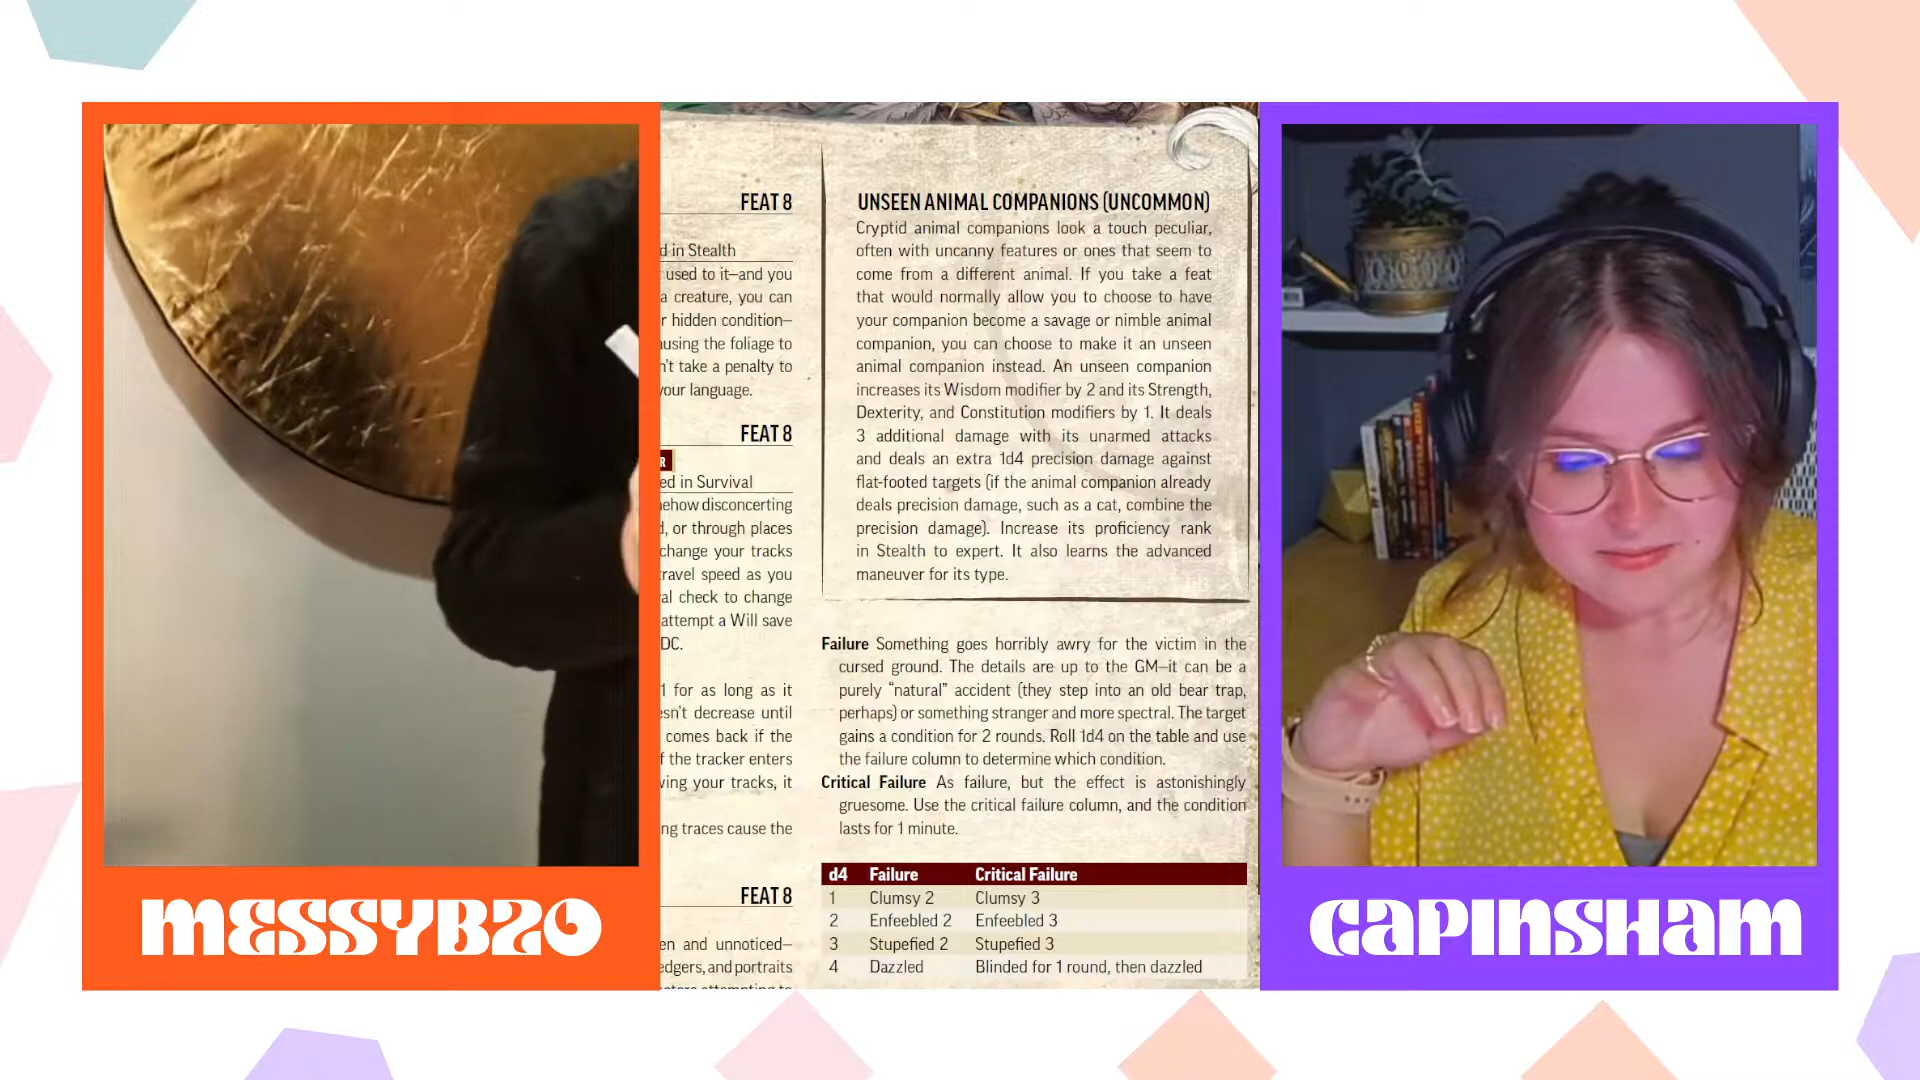 FEAT 8
d in Stealth
used to it—and you
a creature, you can
r hidden condition—
using the foliage to
n't take a penalty to
your language.
FEAT 8
R
ed in Survival
ehow disconcerting
d, or through places
change your tracks
travel speed as you
al check to change
attempt a Will save
DC.
1 for as long as it
esn't decrease until
comes back if the
f the tracker enters
ving your tracks, it
ng traces cause the
FEAT 8
en and unnoticed—
edgers, and portraits
UNSEEN ANIMAL COMPANIONS (UNCOMMON)
Cryptid animal companions look a touch peculiar,
often with uncanny features or ones that seem to
come from a different animal. If you take a feat
that would normally allow you to choose to have
your companion become a savage or nimble animal
companion, you can choose to make it an unseen
animal companion instead. An unseen companion
increases its Wisdom modifier by 2 and its Strength,
Dexterity, and Constitution modifiers by 1. It deals
3 additional damage with its unarmed attacks
and deals an extra 1d4 precision damage against
flat-footed targets (if the animal companion already
deals precision damage, such as a cat, combine the
precision damage). Increase its proficiency rank
in Stealth to expert. It also learns the advanced
maneuver for its type.
Failure Something goes horribly awry for the victim in the
cursed ground. The details are up to the GM—it can be a
purely “natural” accident (they step into an old bear trap,
perhaps) or something stranger and more spectral. The target
gains a condition for 2 rounds. Roll 1d4 on the table and use
the failure column to determine which condition.
Critical Failure As failure, but the effect is astonishingly
gruesome. Use the critical failure column, and the condition
lasts for 1 minute.
d4 Failure Critical Failure
1 Clumsy 2 Clumsy 3
2 Enfeebled 2 Enfeebled 3
3 Stupefied 2 Stupefied 3
4 Dazzled Blinded for 1 round, then dazzled
MESSYB20
CAPINSHAM